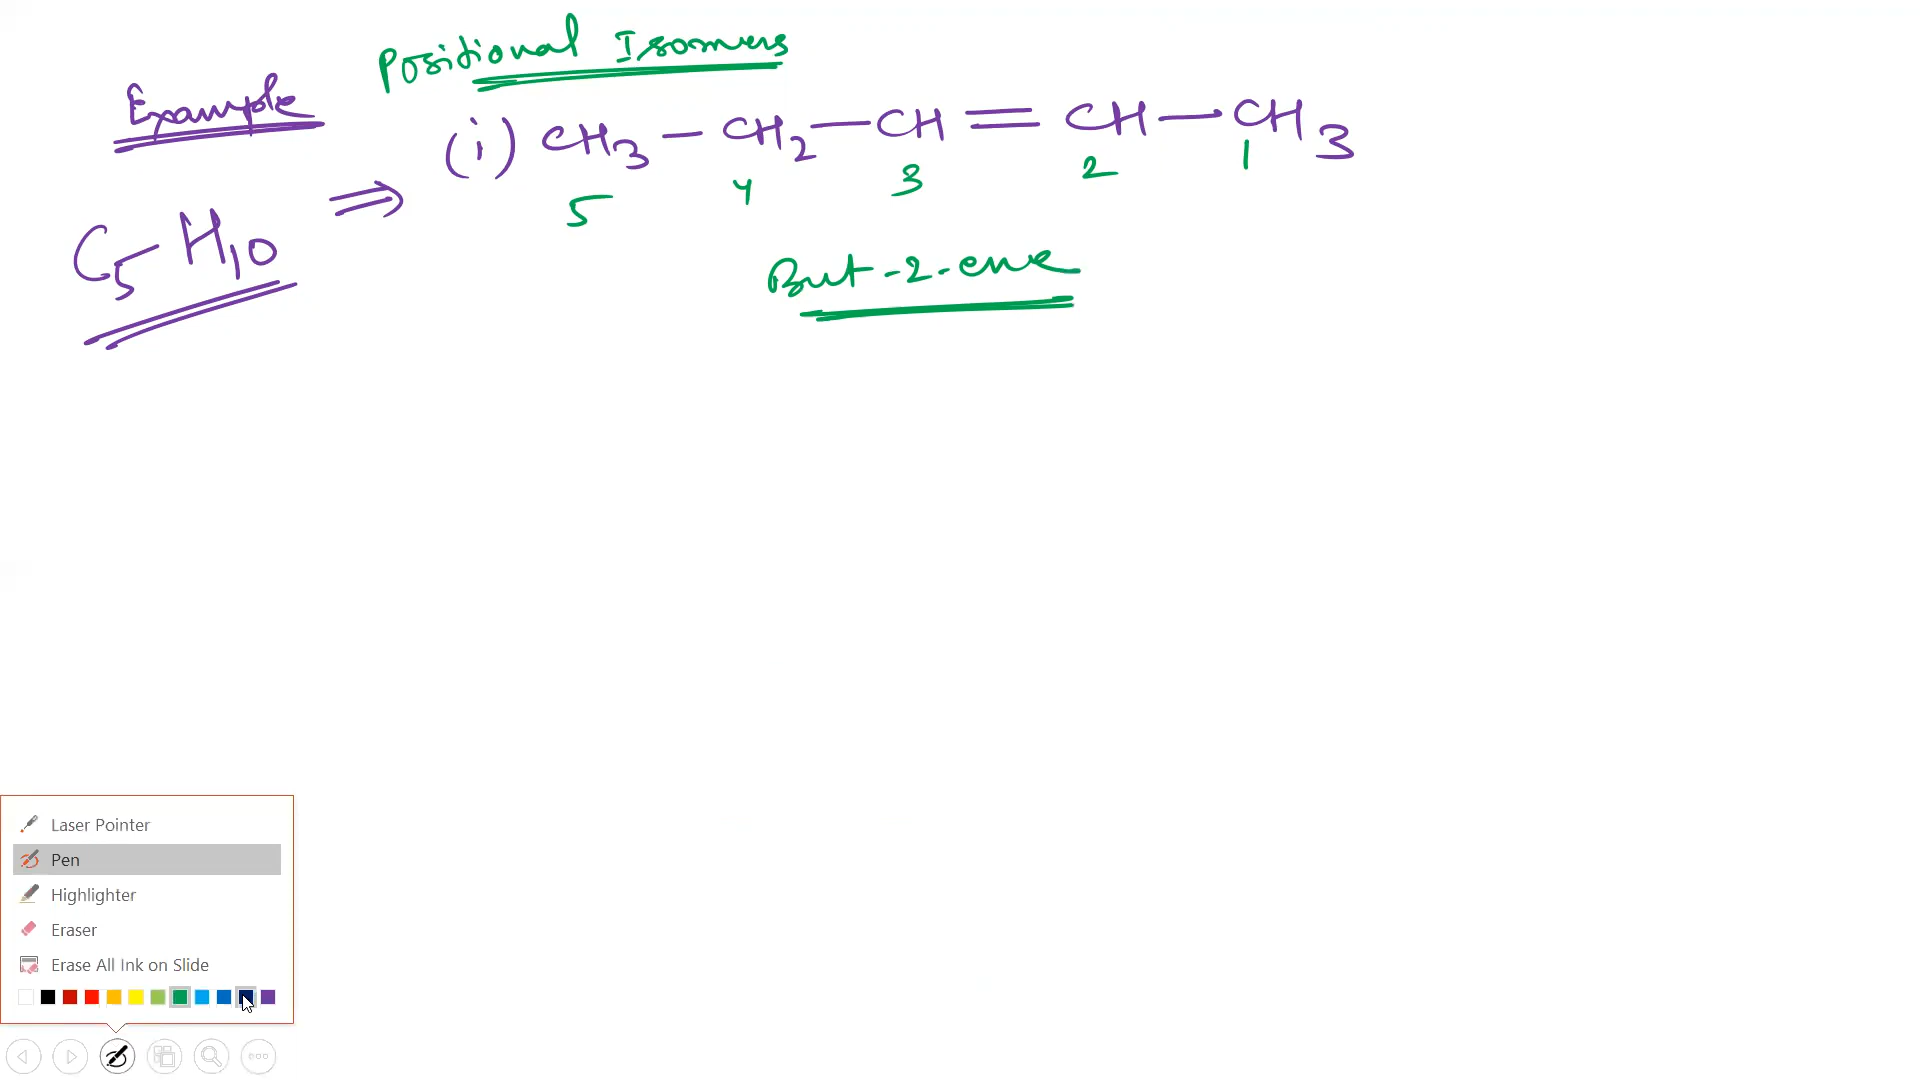 Positional Isomers
Example
(i) CH3 - CH2 - CH = CH - CH3
5 4 3 2 1
C5H10 ⇒
But-2-ene
Laser Pointer
Pen
Highlighter
Eraser
Erase All Ink on Slide